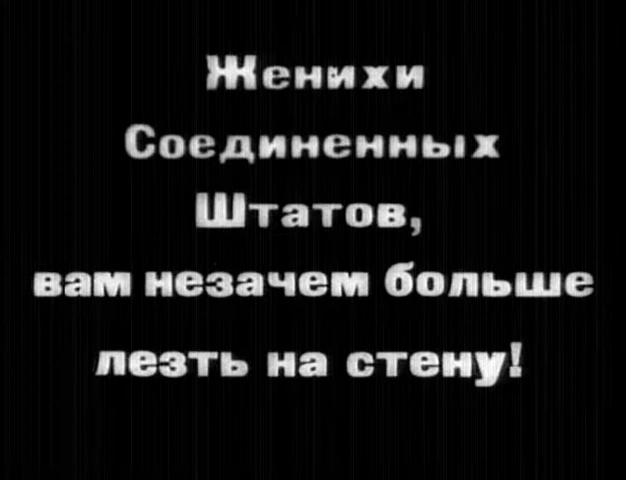 Женихи
Соединенных
Штатов,
вам незачем больше
лезть на стену!